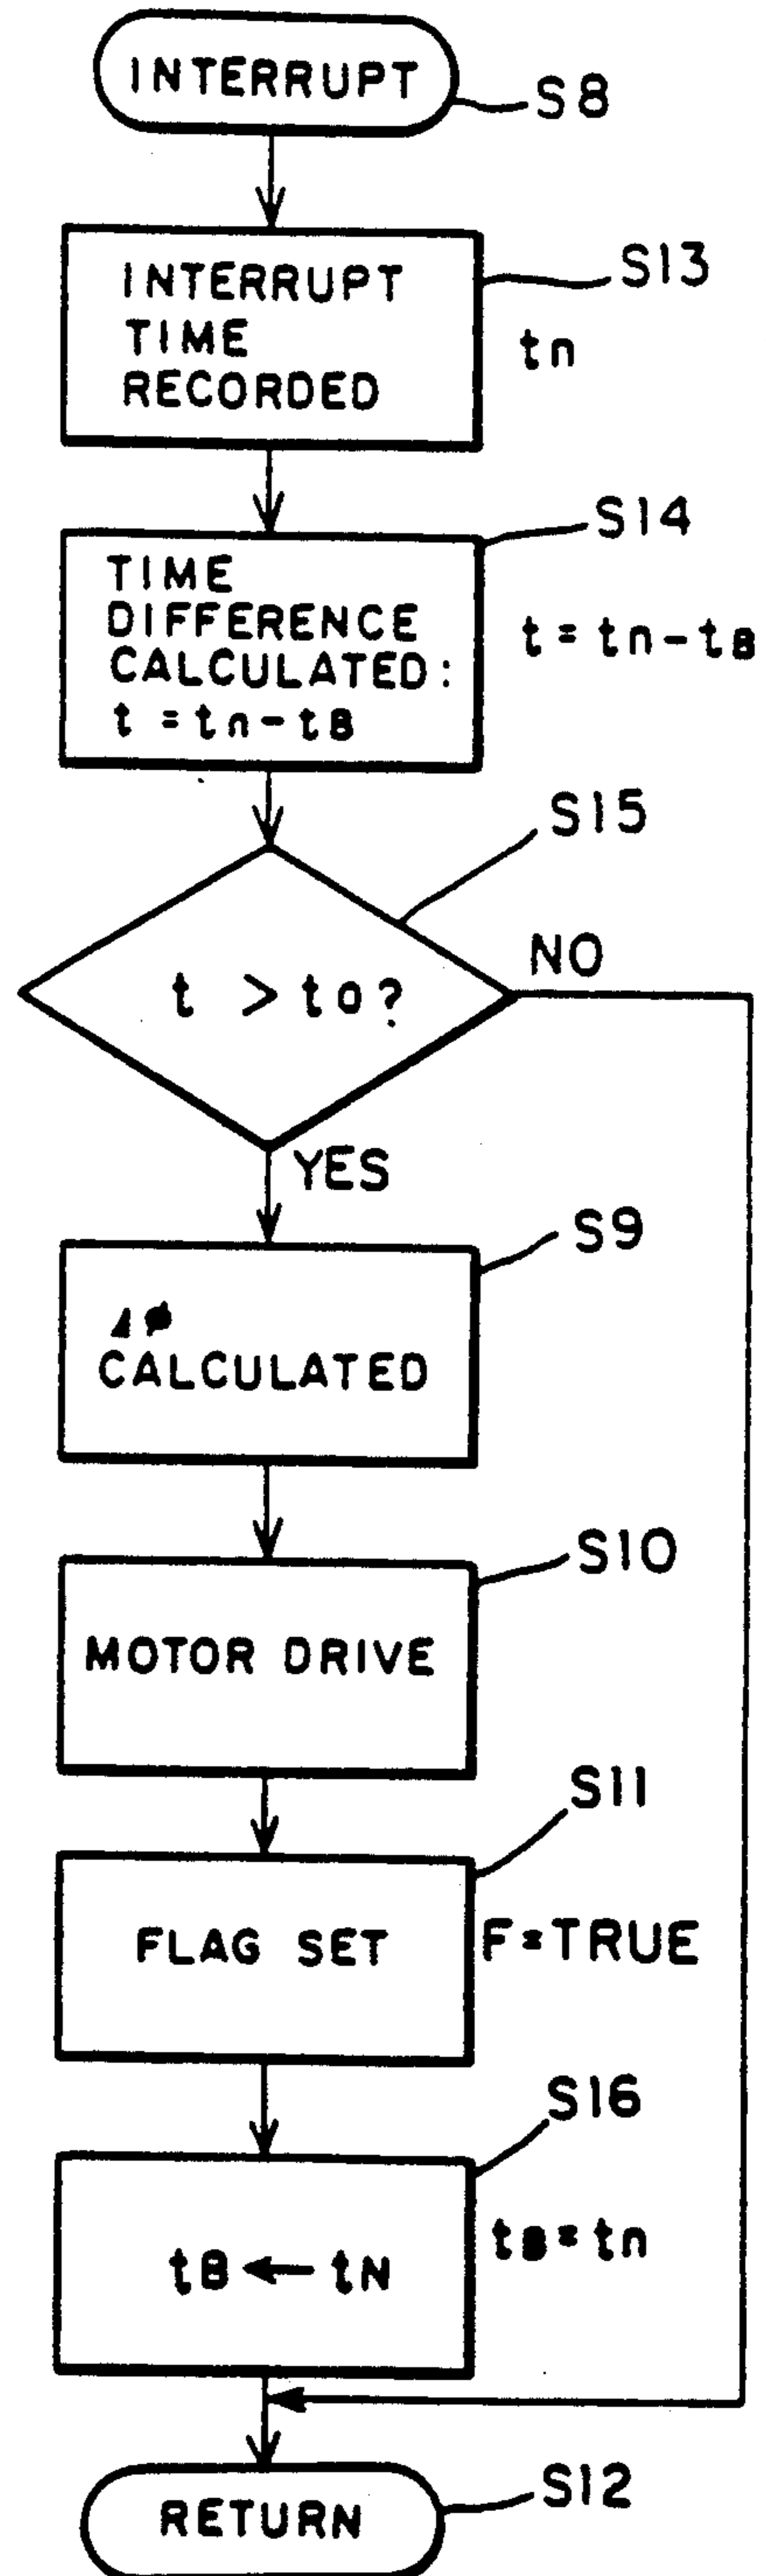 INTERRUPT
S8
INTERRUPT
TIME
RECORDED
S13
tn
TIME
DIFFERENCE
CALCULATED:
t = tn-tB
S14
t = tn-tB
t > to?
S15
NO
YES
Δφ
CALCULATED
S9
MOTOR DRIVE
S10
FLAG SET
S11
F=TRUE
tB ← tN
S16
tB=tn
RETURN
S12